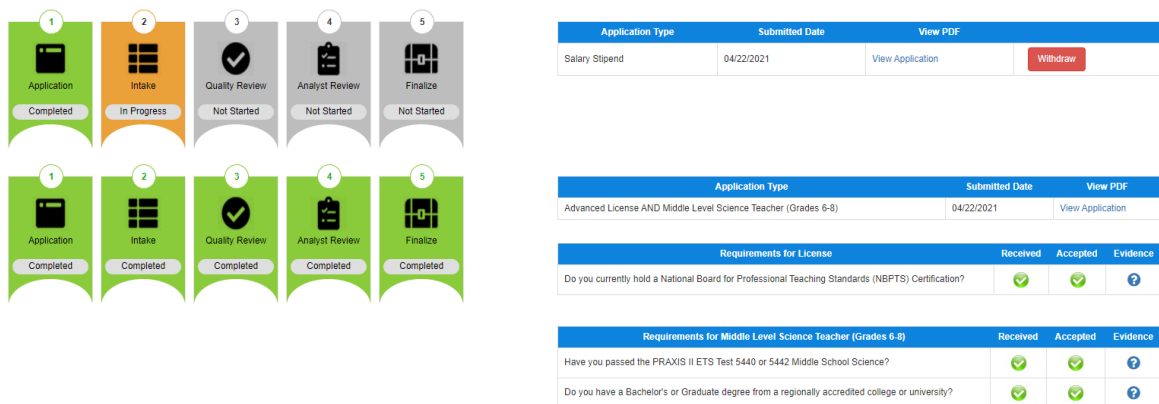 1 2 3 4 5
Application Intake Quality Review Analyst Review Finalize
Completed In Progress Not Started Not Started Not Started
Application Type Submitted Date View PDF
Salary Stipend 04/22/2021 View Application Withdraw
1 2 3 4 5
Application Intake Quality Review Analyst Review Finalize
Completed Completed Completed Completed Completed
Application Type Submitted Date View PDF
Advanced License AND Middle Level Science Teacher (Grades 6-8) 04/22/2021 View Application
Requirements for License Received Accepted Evidence
Do you currently hold a National Board for Professional Teaching Standards (NBPTS) Certification? ?
Requirements for Middle Level Science Teacher (Grades 6-8) Received Accepted Evidence
Have you passed the PRAXIS II ETS Test 5440 or 5442 Middle School Science? ?
Do you have a Bachelor's or Graduate degree from a regionally accredited college or university? ?